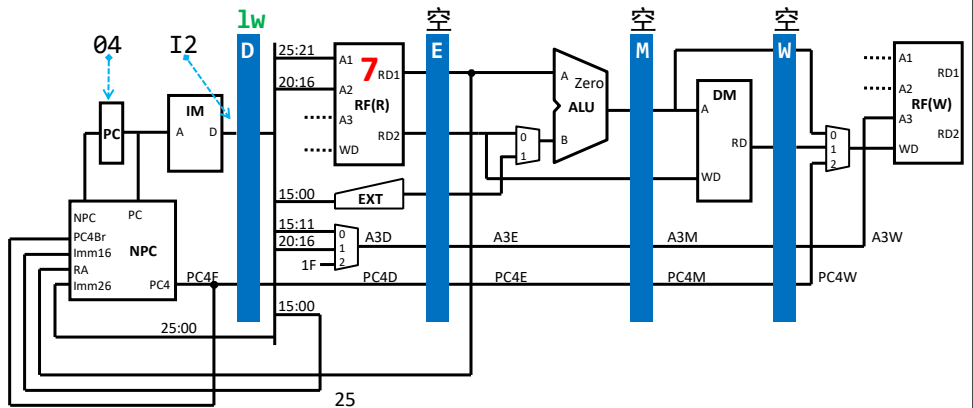 lw 空 空 空
04 I2 D E M W
25:21
20:16
A1
A2
A3
WD
7
RD1
RF(R)
RD2
IM
A D
PC
A
Zero
ALU
B
0
1
DM
A
RD
WD
0
1
2
A1
A2
A3
WD
RD1
RF(W)
RD2
15:00 EXT
NPC PC
PC4Br
Imm16
RA
Imm26
NPC
PC4
15:11
20:16
1F
0
1
2
A3D A3E A3M A3W
PC4F PC4D PC4E PC4M PC4W
15:00
25:00
25